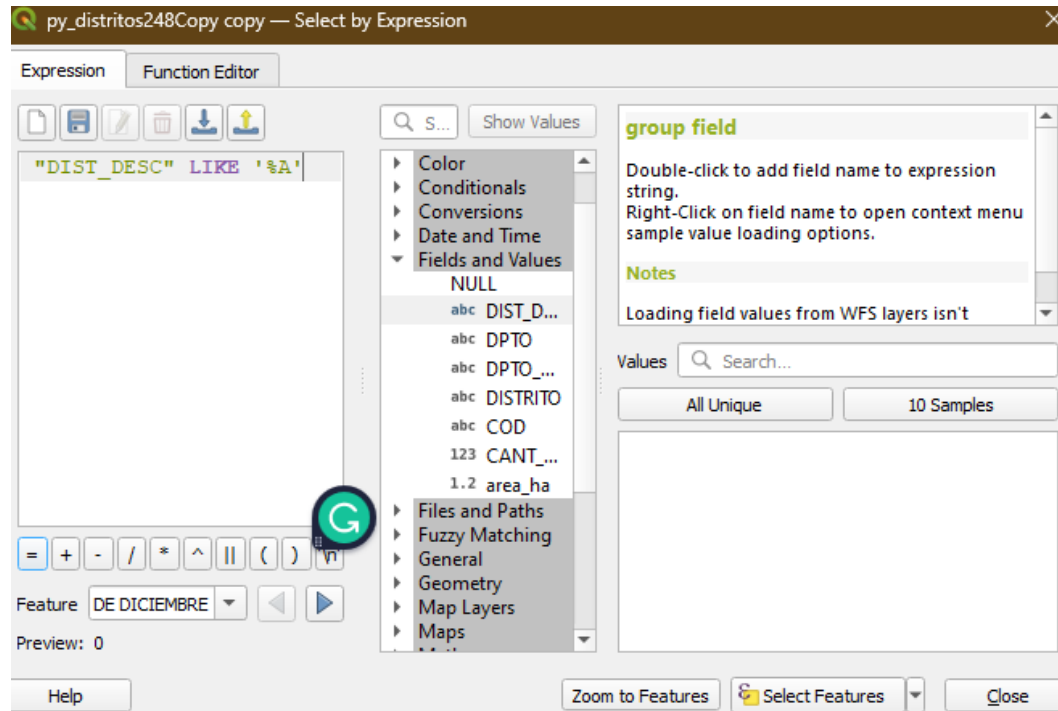 py_distritos248Copy copy — Select by Expression
Expression
Function Editor
"DIST_DESC" LIKE '%A'
= + - / * ^ || ( ) '\n'
Feature DE DICIEMBRE
Preview: 0
S...
Show Values
Color
Conditionals
Conversions
Date and Time
Fields and Values
NULL
abc DIST_D...
abc DPTO
abc DPTO_...
abc DISTRITO
abc COD
123 CANT_...
1.2 area_ha
Files and Paths
Fuzzy Matching
General
Geometry
Map Layers
Maps
group field
Double-click to add field name to expression
string.
Right-Click on field name to open context menu
sample value loading options.
Notes
Loading field values from WFS layers isn't
Values Search...
All Unique
10 Samples
Help
Zoom to Features
Select Features
Close